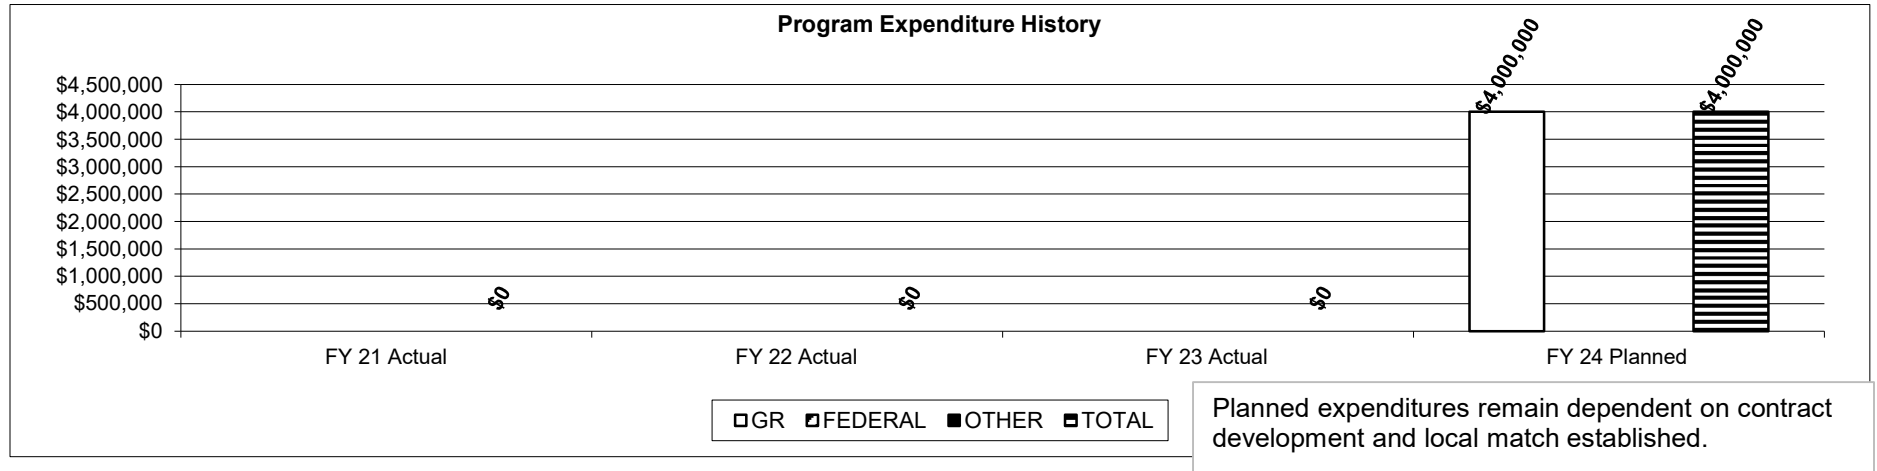 Program Expenditure History
$4,000,000 $4,000,000
$4,500,000
$4,000,000
$3,500,000
$3,000,000
$2,500,000
$2,000,000
$1,500,000
$1,000,000
$500,000 $0 $0 $0
$0
FY 21 Actual FY 22 Actual FY 23 Actual FY 24 Planned
GR FEDERAL OTHER TOTAL
Planned expenditures remain dependent on contract
development and local match established.